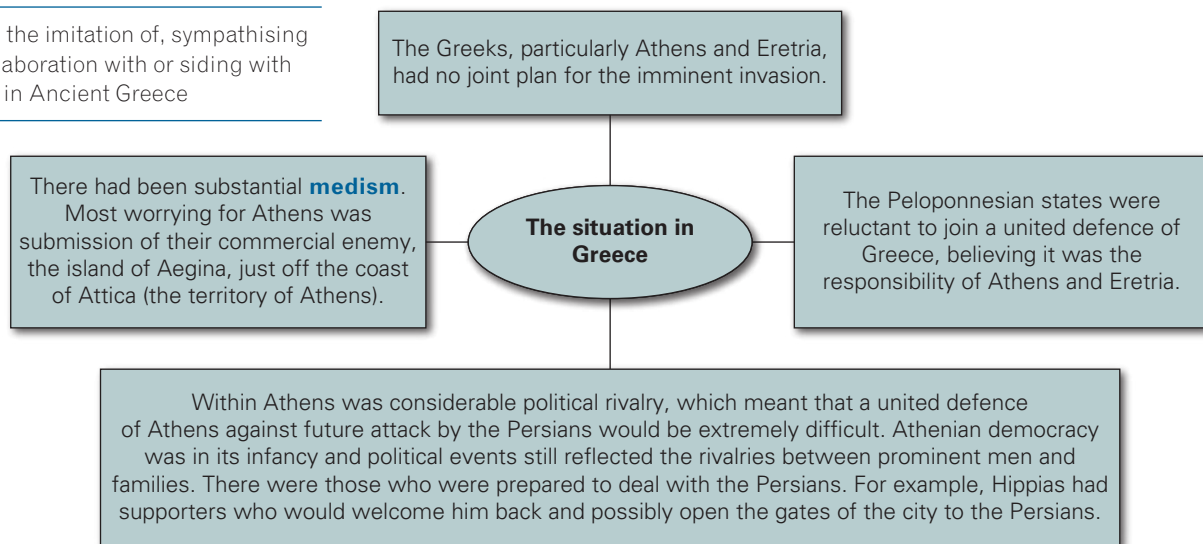 the imitation of, sympathising
aboration with or siding with
in Ancient Greece
The Greeks, particularly Athens and Eretria,
had no joint plan for the imminent invasion.
There had been substantial medism.
Most worrying for Athens was
submission of their commercial enemy,
the island of Aegina, just off the coast
of Attica (the territory of Athens).
The situation in
Greece
The Peloponnesian states were
reluctant to join a united defence of
Greece, believing it was the
responsibility of Athens and Eretria.
Within Athens was considerable political rivalry, which meant that a united defence
of Athens against future attack by the Persians would be extremely difficult. Athenian democracy
was in its infancy and political events still reflected the rivalries between prominent men and
families. There were those who were prepared to deal with the Persians. For example, Hippias had
supporters who would welcome him back and possibly open the gates of the city to the Persians.